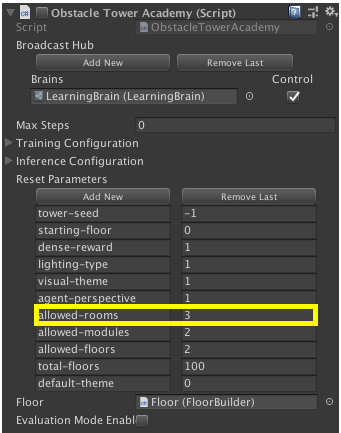 Obstacle Tower Academy (Script)
Script ObstacleTowerAcademy
Broadcast Hub
Add New Remove Last
Brains Control
LearningBrain (LearningBrain)
Max Steps 0
Training Configuration
Inference Configuration
Reset Parameters
Add New Remove Last
tower-seed -1
starting-floor 0
dense-reward 1
lighting-type 1
visual-theme 1
agent-perspective 1
allowed-rooms 3
allowed-modules 2
allowed-floors 2
total-floors 100
default-theme 0
Floor Floor (FloorBuilder)
Evaluation Mode Enabl